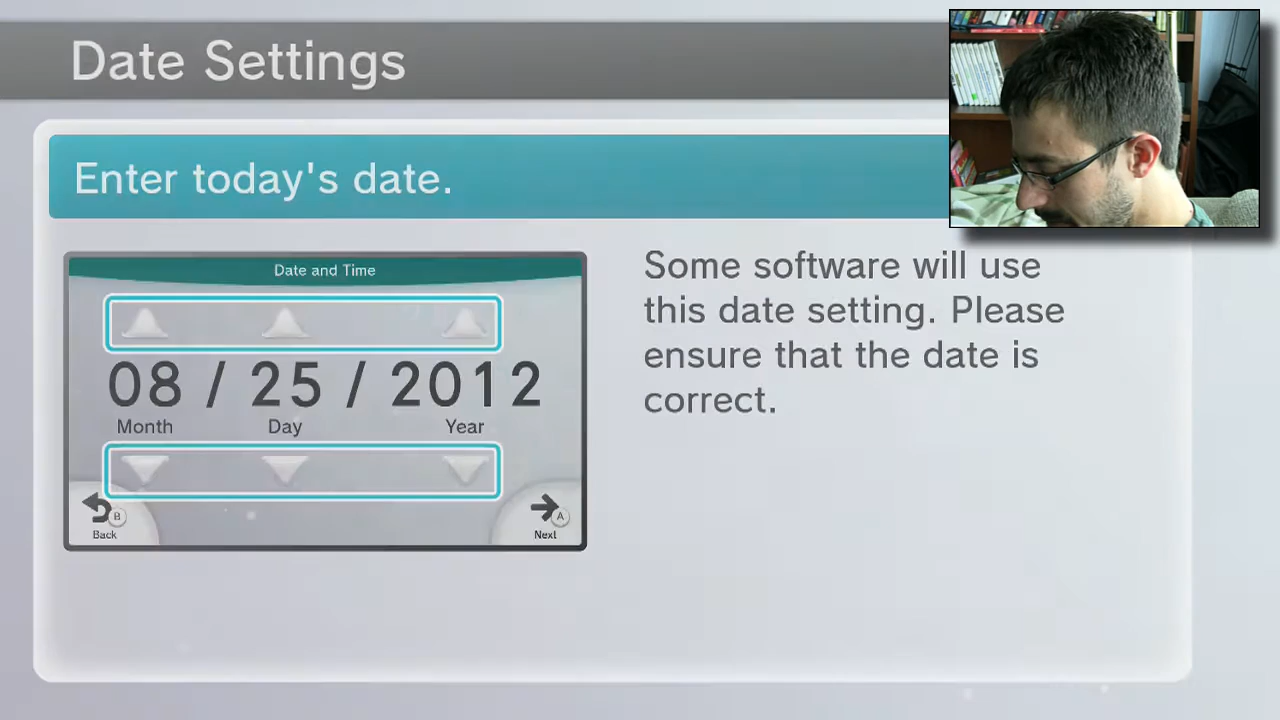 Date Settings
Enter today's date.
Date and Time
08 / 25 / 2012
Month Day Year
B
Back
A
Next
Some software will use
this date setting. Please
ensure that the date is
correct.